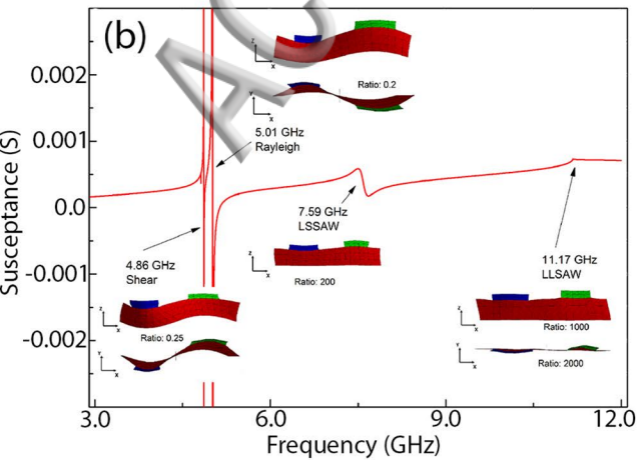 (b)
Susceptance (S)
0.002
0.001
0.0
-0.001
-0.002
3.0
6.0
9.0
12.0
Frequency (GHz)
Ratio: 0.2
5.01 GHz
Rayleigh
4.86 GHz
Shear
Ratio: 0.25
7.59 GHz
LSSAW
Ratio: 200
11.17 GHz
LLSAW
Ratio: 1000
Ratio: 2000